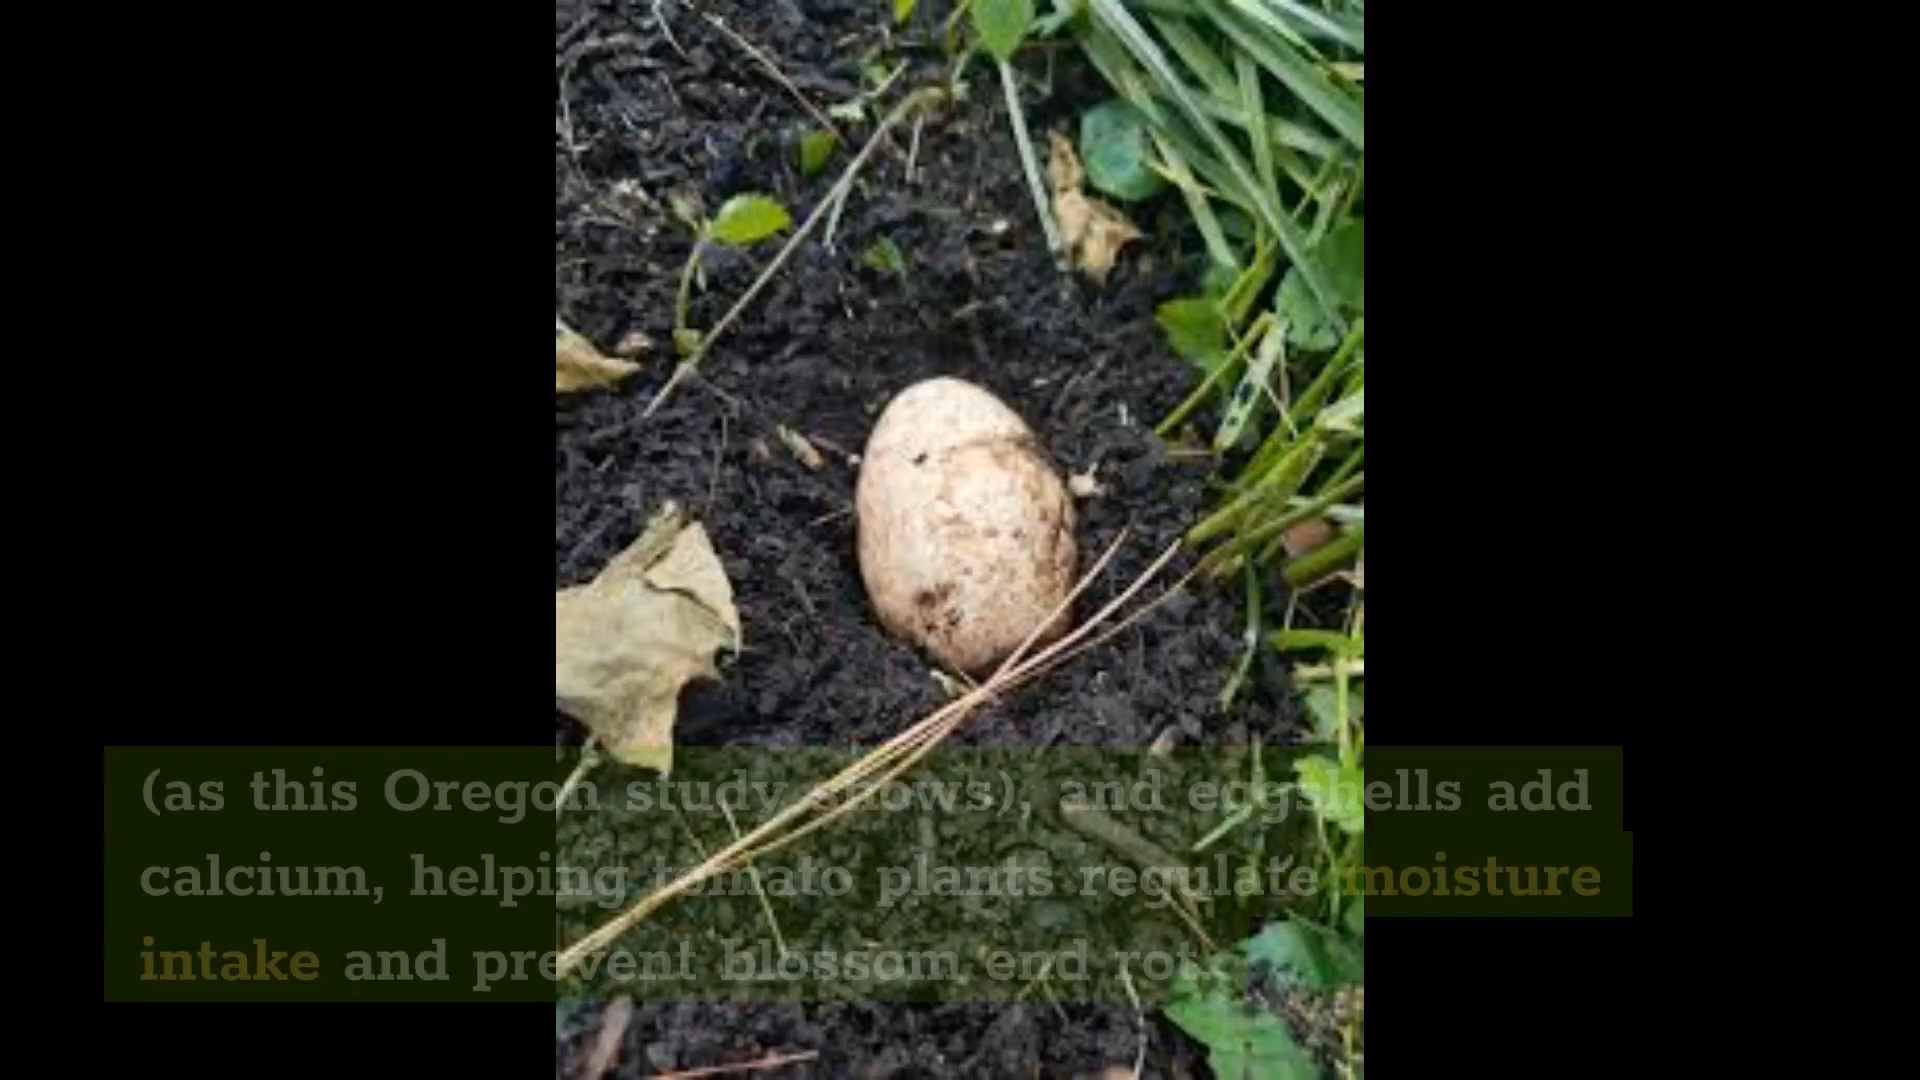 (as this Oregon study shows), and eggshells add
calcium, helping tomato plants regulate moisture
intake and prevent blossom end rot.